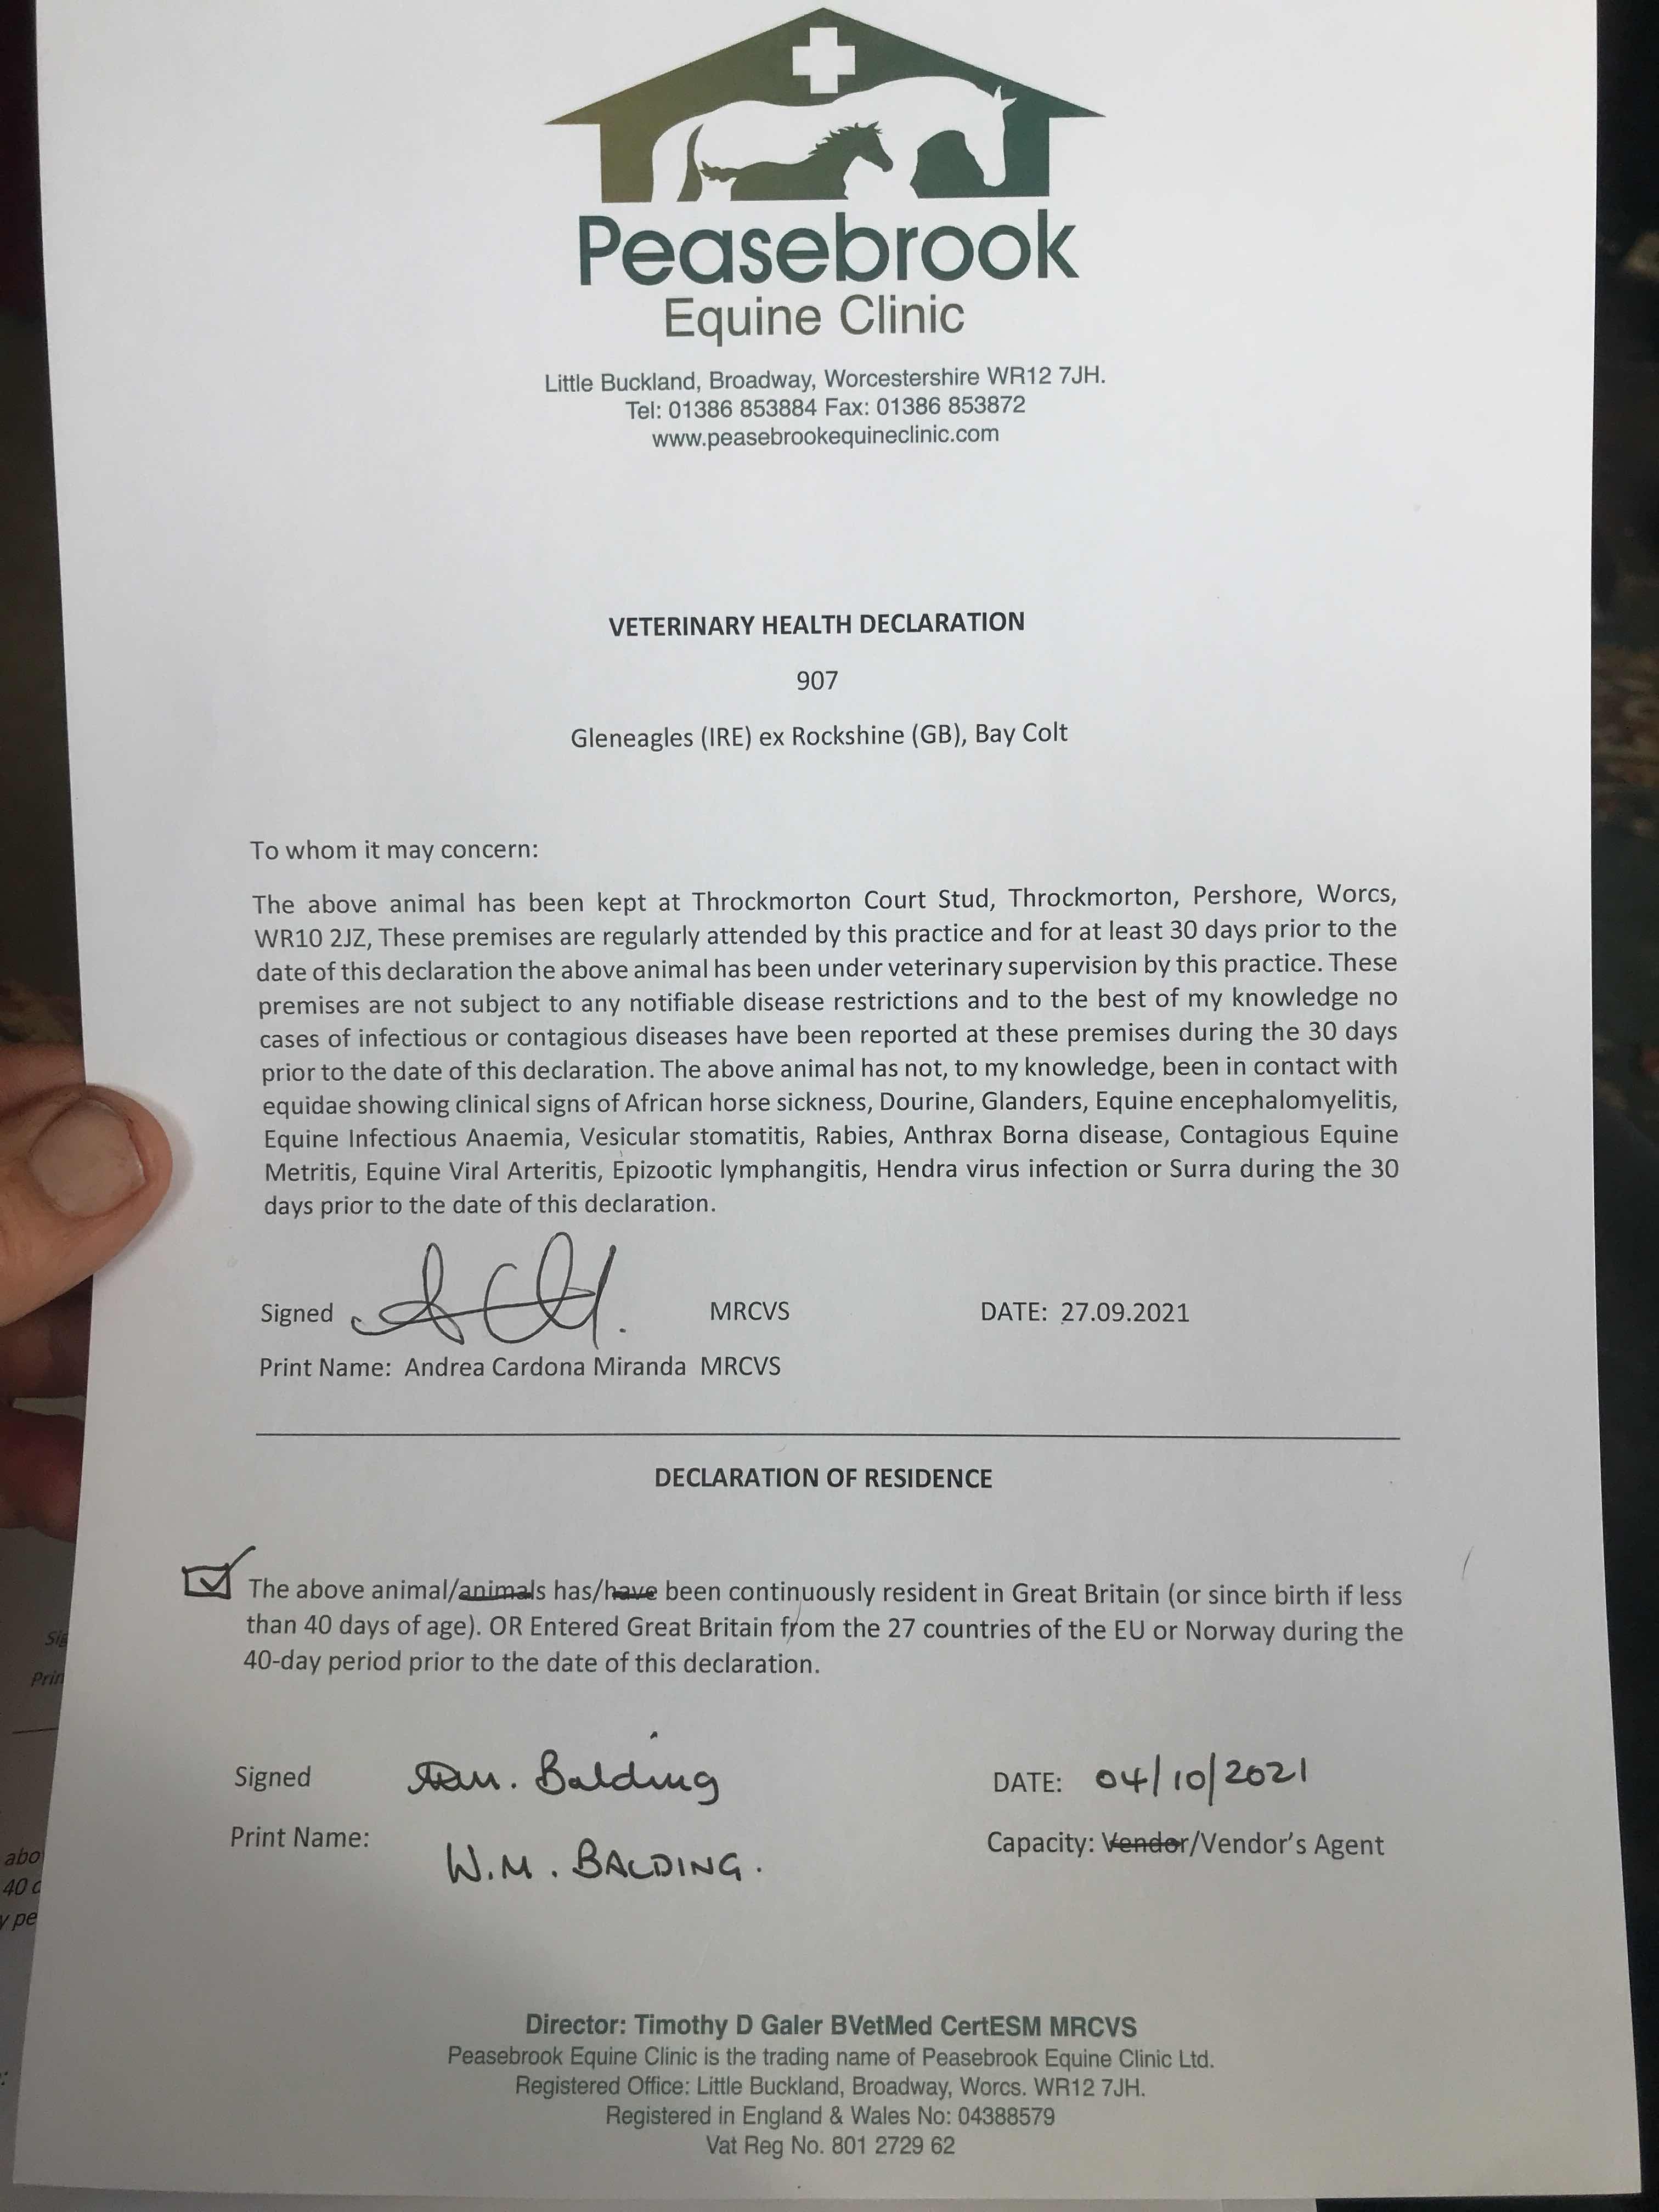 Peasebrook
Equine Clinic
Little Buckland, Broadway, Worcestershire WR12 7JH.
Tel: 01386 853884 Fax: 01386 853872
www.peasebrookequineclinic.com
VETERINARY HEALTH DECLARATION
907
Gleneagles (IRE) ex Rockshine (GB), Bay Colt
To whom it may concern:
The above animal has been kept at Throckmorton Court Stud, Throckmorton, Pershore, Worcs,
WR10 2JZ, These premises are regularly attended by this practice and for at least 30 days prior to the
date of this declaration the above animal has been under veterinary supervision by this practice. These
premises are not subject to any notifiable disease restrictions and to the best of my knowledge no
cases of infectious or contagious diseases have been reported at these premises during the 30 days
prior to the date of this declaration. The above animal has not, to my knowledge, been in contact with
equidae showing clinical signs of African horse sickness, Dourine, Glanders, Equine encephalomyelitis,
Equine Infectious Anaemia, Vesicular stomatitis, Rabies, Anthrax Borna disease, Contagious Equine
Metritis, Equine Viral Arteritis, Epizootic lymphangitis, Hendra virus infection or Surra during the 30
days prior to the date of this declaration.
Signed MRCVS DATE: 27.09.2021
Print Name: Andrea Cardona Miranda MRCVS
DECLARATION OF RESIDENCE
The above animal/animals has/have been continuously resident in Great Britain (or since birth if less
than 40 days of age). OR Entered Great Britain from the 27 countries of the EU or Norway during the
40-day period prior to the date of this declaration.
Signed Balding DATE: 04/10/2021
Print Name: W.M. BALDING. Capacity: Vendor/Vendor's Agent
Director: Timothy D Galer BVetMed CertESM MRCVS
Peasebrook Equine Clinic is the trading name of Peasebrook Equine Clinic Ltd.
Registered Office: Little Buckland, Broadway, Worcs. WR12 7JH.
Registered in England & Wales No: 04388579
Vat Reg No. 801 2729 62